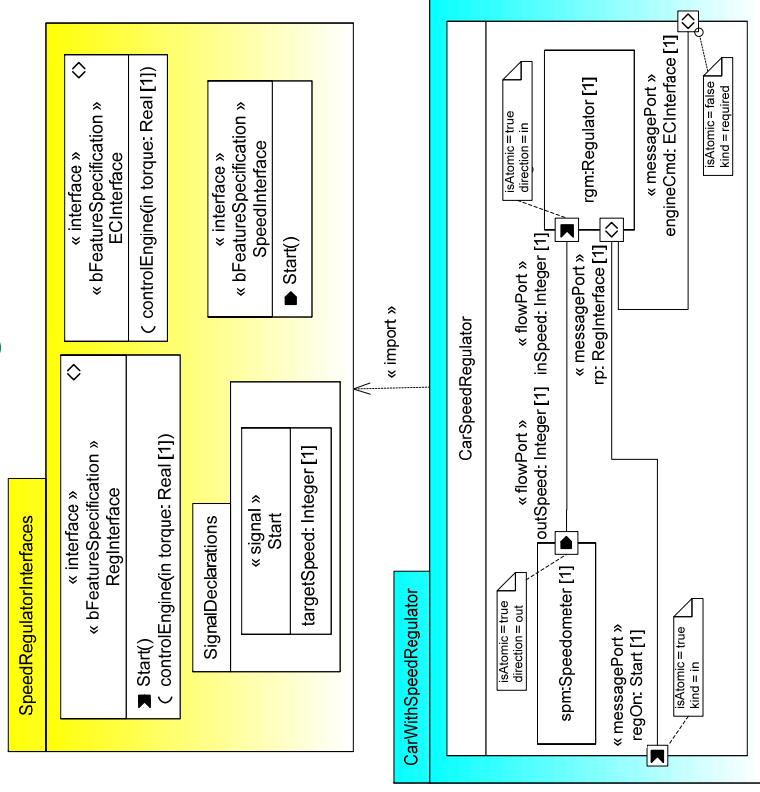 SpeedRegulatorInterfaces
« interface »
« bFeatureSpecification »
RegInterface
Start()
( controlEngine(in torque: Real [1])
« interface »
« bFeatureSpecification »
ECInterface
( controlEngine(in torque: Real [1])
SignalDeclarations
« signal »
Start
targetSpeed: Integer [1]
« interface »
« bFeatureSpecification »
SpeedInterface
Start()
« import »
CarWithSpeedRegulator
CarSpeedRegulator
isAtomic = true
direction = out
spm:Speedometer [1]
« flowPort »
outSpeed: Integer [1]
« flowPort »
inSpeed: Integer [1]
isAtomic = true
direction = in
rgm:Regulator [1]
« messagePort »
rp: RegInterface [1]
« messagePort »
regOn: Start [1]
isAtomic = true
kind = in
« messagePort »
engineCmd: ECInterface [1]
isAtomic = false
kind = required